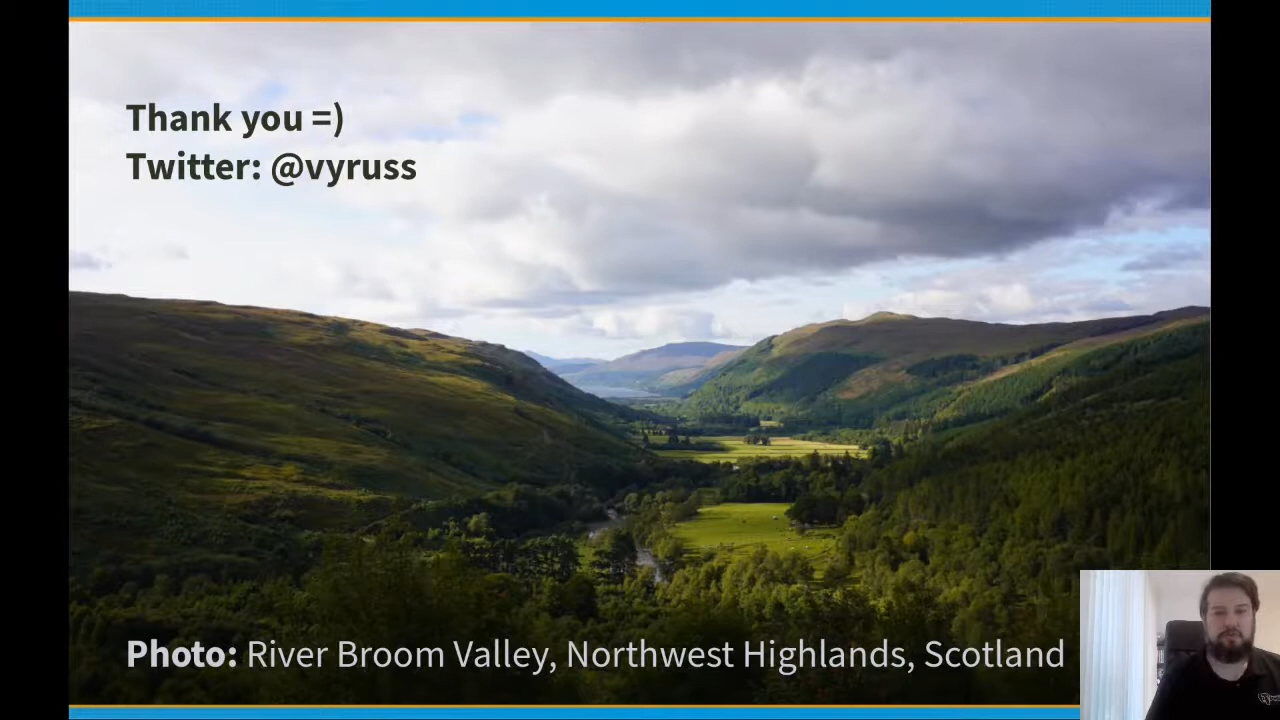 Thank you =)
Twitter: @vyruss
Photo: River Broom Valley, Northwest Highlands, Scotland